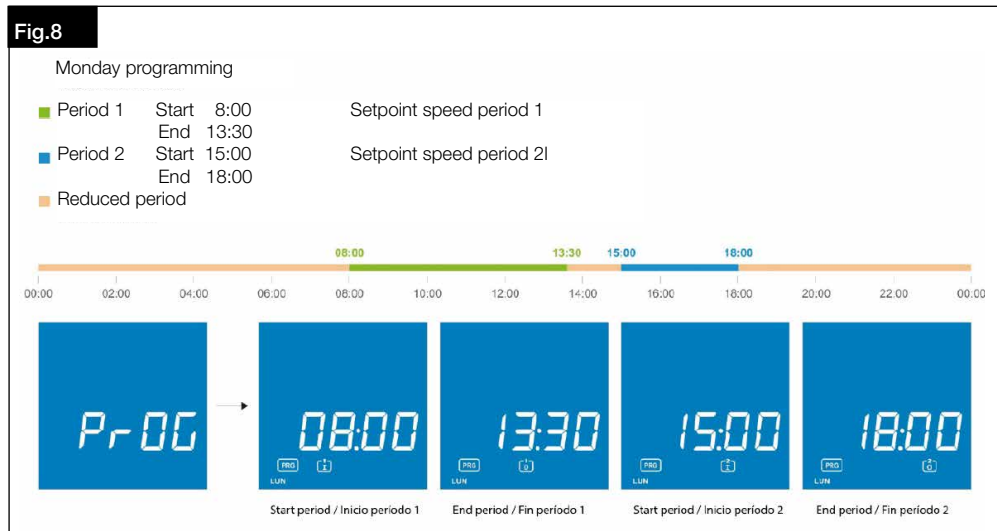 Fig.8
Monday programming
Period 1 Start 8:00 Setpoint speed period 1
End 13:30
Period 2 Start 15:00 Setpoint speed period 2l
End 18:00
Reduced period
08:00 13:30 15:00 18:00
00:00 02:00 04:00 06:00 08:00 10:00 12:00 14:00 16:00 18:00 20:00 22:00 00:00
PrOG 08:00 13:30 15:00 18:00
PRG PRG PRG PRG
LUN LUN LUN LUN
Start period / Inicio período 1 End period / Fin período 1 Start period / Inicio período 2 End period / Fin período 2